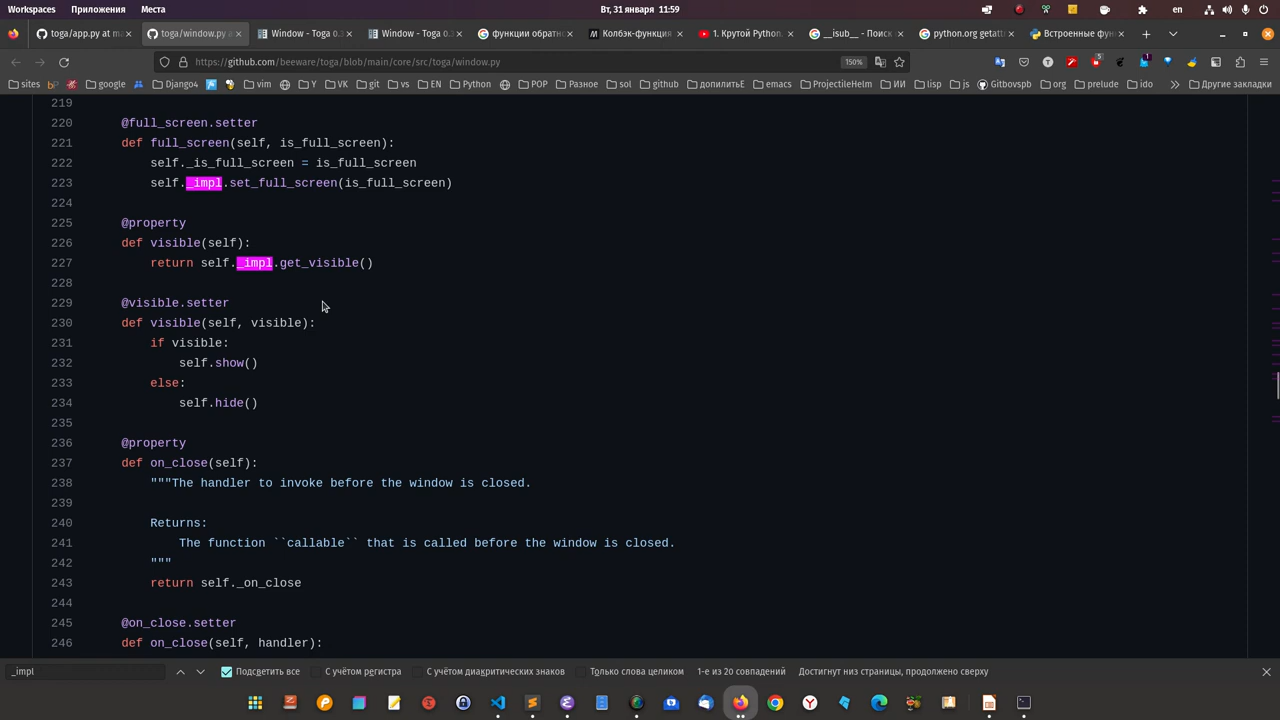 Workspaces Приложения Места Вт, 31 января 11:59 en
toga/app.py at ma toga/window.py a Window - Toga 0.3 Window - Toga 0.3. функции обратно Колбэк-функция 1. Крутой Python. __isub__ - Поиск python.org getatt Встроенные фун
https://github.com/beeware/toga/blob/main/core/src/toga/window.py 150%
sites google Django4 vim Y VK git vs EN Python POP Разное sol github допилитьЕ emacs ProjectileHelm ИИ lisp js Gitbovspb org prelude ido Другие закладки
219
220 @full_screen.setter
221 def full_screen(self, is_full_screen):
222 self._is_full_screen = is_full_screen
223 self._impl.set_full_screen(is_full_screen)
224
225 @property
226 def visible(self):
227 return self._impl.get_visible()
228
229 @visible.setter
230 def visible(self, visible):
231 if visible:
232 self.show()
233 else:
234 self.hide()
235
236 @property
237 def on_close(self):
238 """The handler to invoke before the window is closed.
239
240 Returns:
241 The function ``callable`` that is called before the window is closed.
242 """
243 return self._on_close
244
245 @on_close.setter
246 def on_close(self, handler):
_impl Подсветить все С учётом регистра С учётом диакритических знаков Только слова целиком 1-е из 20 совпадений Достигнут низ страницы, продолжено сверху